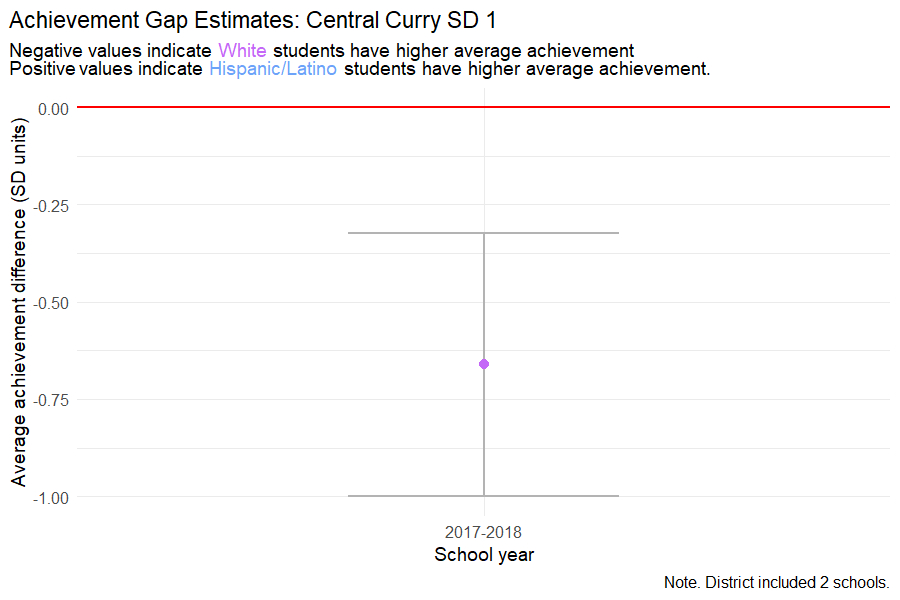 Achievement Gap Estimates: Central Curry SD 1
Negative values indicate White students have higher average achievement
Positive values indicate Hispanic/Latino students have higher average achievement.
Average achievement difference (SD units)
0.00
-0.25
-0.50
-0.75
-1.00
2017-2018
School year
Note. District included 2 schools.